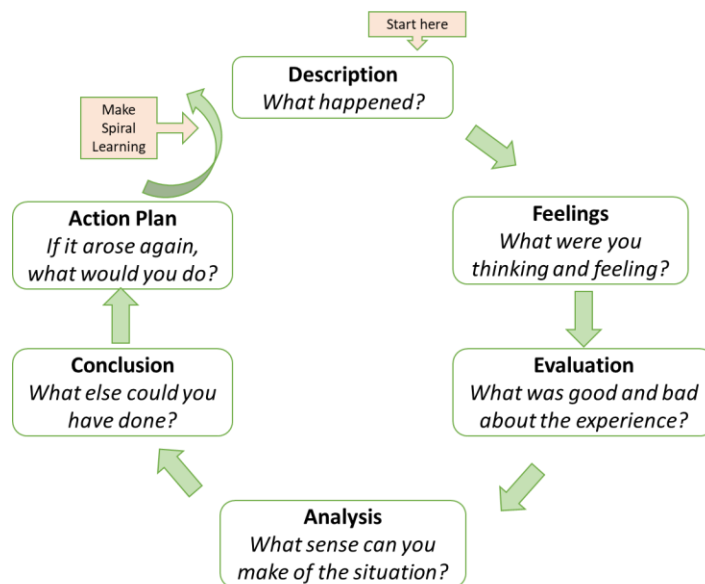 Start here
Description
What happened?
Make
Spiral
Learning
Action Plan
If it arose again,
what would you do?
Feelings
What were you
thinking and feeling?
Conclusion
What else could you
have done?
Evaluation
What was good and bad
about the experience?
Analysis
What sense can you
make of the situation?